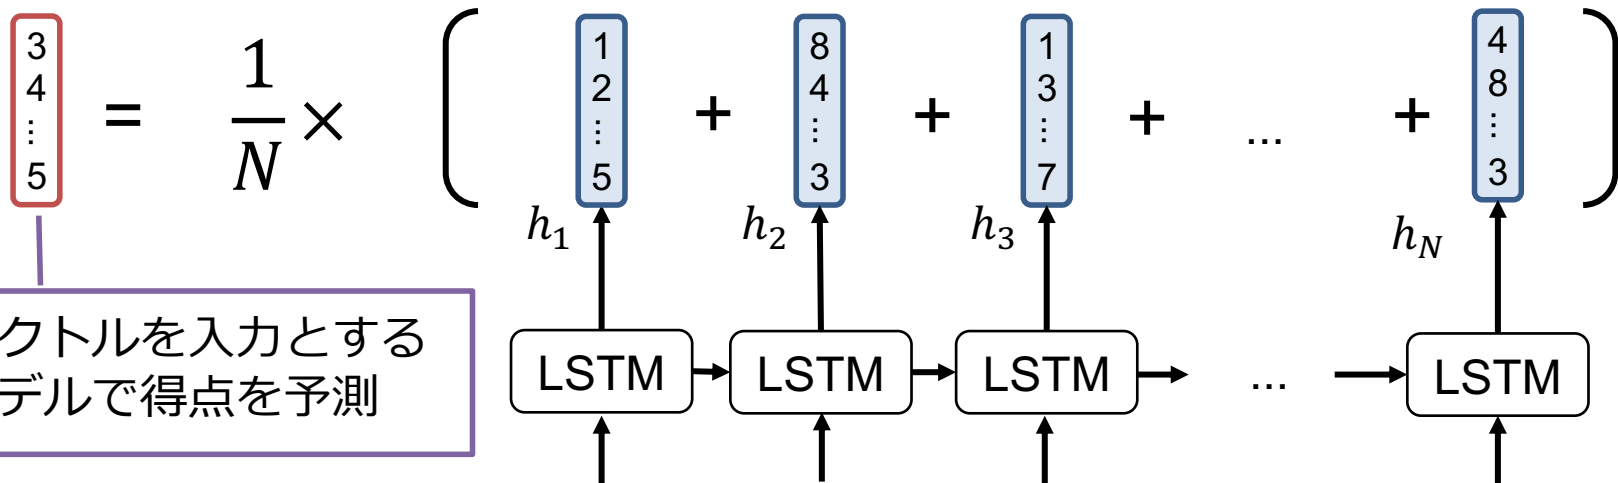 3 4 ⋮ 5 = 1/N × ( 1 2 ⋮ 5 + 8 4 ⋮ 3 + 1 3 ⋮ 7 + ... + 4 8 ⋮ 3 )
h₁ h₂ h₃ h_N
クトルを入力とする
デルで得点を予測
LSTM LSTM LSTM ... LSTM